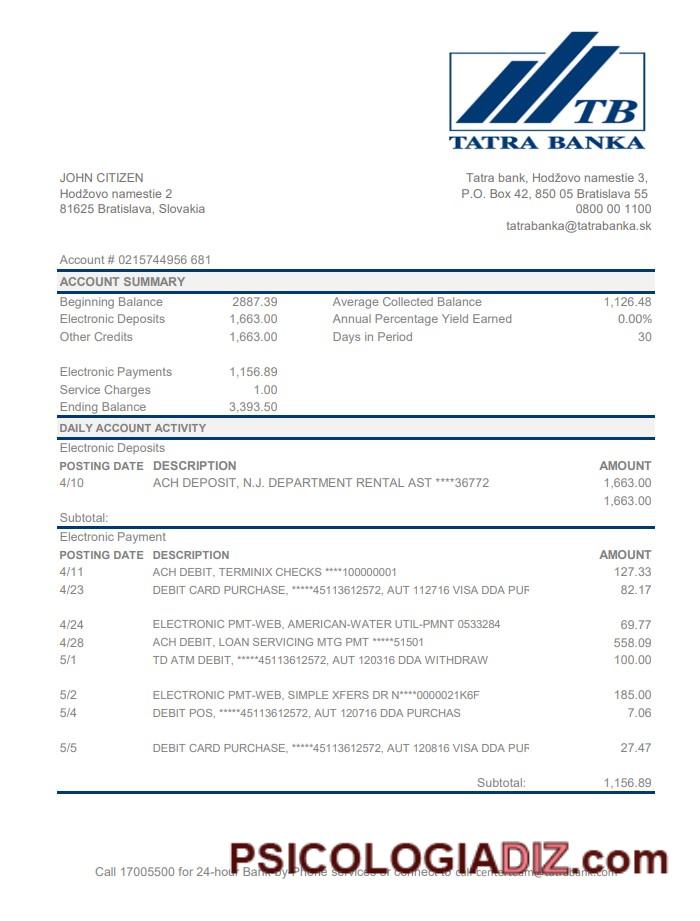 TB
TATRA BANKA
JOHN CITIZEN
Hodžovo namestie 2
81625 Bratislava, Slovakia
Tatra bank, Hodžovo namestie 3,
P.O. Box 42, 850 05 Bratislava 55
0800 00 1100
tatrabanka@tatrabanka.sk
Account # 0215744956 681
ACCOUNT SUMMARY
Beginning Balance 2887.39 Average Collected Balance 1,126.48
Electronic Deposits 1,663.00 Annual Percentage Yield Earned 0.00%
Other Credits 1,663.00 Days in Period 30
Electronic Payments 1,156.89
Service Charges 1.00
Ending Balance 3,393.50
DAILY ACCOUNT ACTIVITY
Electronic Deposits
POSTING DATE DESCRIPTION AMOUNT
4/10 ACH DEPOSIT, N.J. DEPARTMENT RENTAL AST ****36772 1,663.00
1,663.00
Subtotal:
Electronic Payment
POSTING DATE DESCRIPTION AMOUNT
4/11 ACH DEBIT, TERMINIX CHECKS ****100000001 127.33
4/23 DEBIT CARD PURCHASE, *****45113612572, AUT 112716 VISA DDA PUR 82.17
4/24 ELECTRONIC PMT-WEB, AMERICAN-WATER UTIL-PMNT 0533284 69.77
4/28 ACH DEBIT, LOAN SERVICING MTG PMT *****51501 558.09
5/1 TD ATM DEBIT, *****45113612572, AUT 120316 DDA WITHDRAW 100.00
5/2 ELECTRONIC PMT-WEB, SIMPLE XFERS DR N****0000021K6F 185.00
5/4 DEBIT POS, *****45113612572, AUT 120716 DDA PURCHAS 7.06
5/5 DEBIT CARD PURCHASE, *****45113612572, AUT 120816 VISA DDA PUR 27.47
Subtotal: 1,156.89
PSICOLOGIADIZ.com
Call 17005500 for 24-hour Bank-by-Phone services or connect to call-centerteam@tatrabank.com